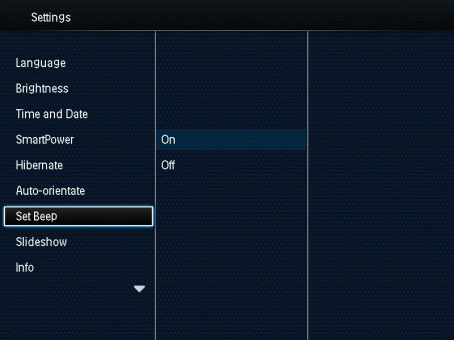 Settings
Language
Brightness
Time and Date
SmartPower
On
Hibernate
Off
Auto-orientate
Set Beep
Slideshow
Info